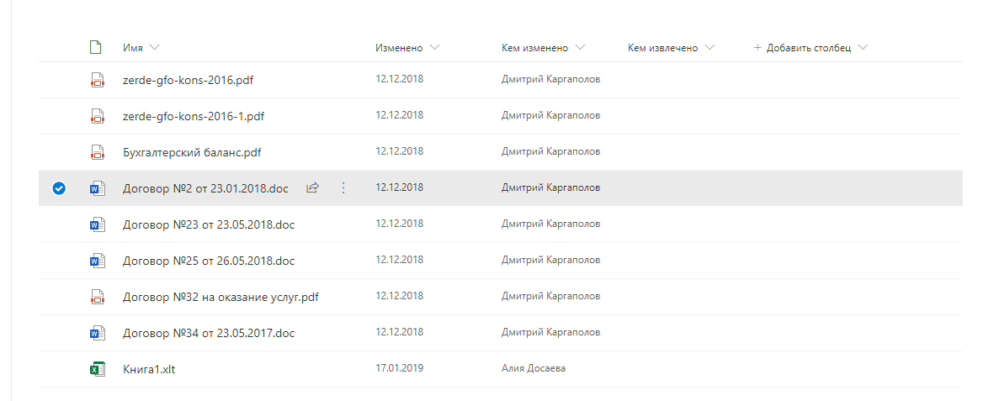 Имя Изменено Кем изменено Кем извлечено + Добавить столбец
zerde-gfo-kons-2016.pdf 12.12.2018 Дмитрий Каргаполов
zerde-gfo-kons-2016-1.pdf 12.12.2018 Дмитрий Каргаполов
Бухгалтерский баланс.pdf 12.12.2018 Дмитрий Каргаполов
Договор №2 от 23.01.2018.doc 12.12.2018 Дмитрий Каргаполов
Договор №23 от 23.05.2018.doc 12.12.2018 Дмитрий Каргаполов
Договор №25 от 26.05.2018.doc 12.12.2018 Дмитрий Каргаполов
Договор №32 на оказание услуг.pdf 12.12.2018 Дмитрий Каргаполов
Договор №34 от 23.05.2017.doc 12.12.2018 Дмитрий Каргаполов
Книга1.xlt 17.01.2019 Алия Досаева